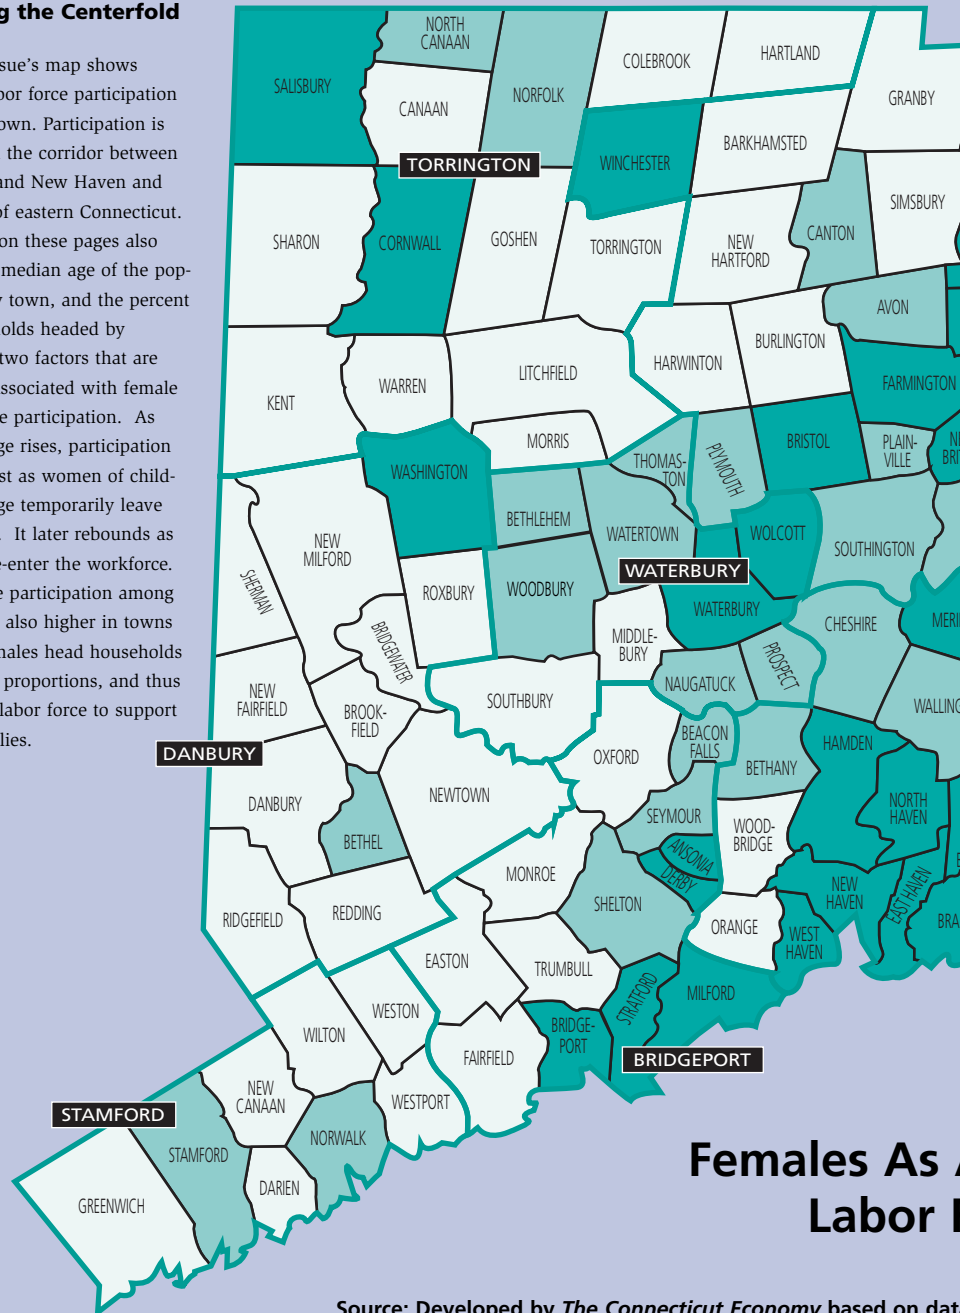 g the Centerfold
sue's map shows
bor force participation
own. Participation is
the corridor between
and New Haven and
of eastern Connecticut.
on these pages also
median age of the pop-
town, and the percent
olds headed by
two factors that are
ssociated with female
e participation. As
ge rises, participation
st as women of child-
ge temporarily leave
. It later rebounds as
e-enter the workforce.
e participation among
also higher in towns
males head households
proportions, and thus
labor force to support
lies.
SALISBURY
NORTH
CANAAN
CANAAN
NORFOLK
COLEBROOK
HARTLAND
GRANBY
TORRINGTON
WINCHESTER
BARKHAMSTED
SIMSBURY
SHARON
CORNWALL
GOSHEN
TORRINGTON
NEW
HARTFORD
CANTON
AVON
KENT
WARREN
LITCHFIELD
HARWINTON
BURLINGTON
FARMINGTON
MORRIS
WASHINGTON
THOMAS-
TON
PLYMOUTH
BRISTOL
PLAIN-
VILLE
NE
BRIT
BETHLEHEM
WATERTOWN
WOLCOTT
SOUTHINGTON
NEW
MILFORD
SHERMAN
ROXBURY
WOODBURY
WATERBURY
WATERBURY
CHESHIRE
MERI
BRIDGEWATER
MIDDLE-
BURY
PROSPECT
NAUGATUCK
WALLING
NEW
FAIRFIELD
BROOK-
FIELD
SOUTHBURY
OXFORD
BEACON
FALLS
BETHANY
HAMDEN
DANBURY
DANBURY
BETHEL
NEWTOWN
SEYMOUR
WOOD-
BRIDGE
NORTH
HAVEN
ANSONIA
DERBY
MONROE
SHELTON
NEW
HAVEN
EAST HAVEN
BRA
RIDGEFIELD
REDDING
ORANGE
WEST
HAVEN
EASTON
TRUMBULL
STRATFORD
MILFORD
WESTON
WILTON
BRIDGE-
PORT
FAIRFIELD
BRIDGEPORT
NEW
CANAAN
WESTPORT
STAMFORD
STAMFORD
NORWALK
DARIEN
GREENWICH
Females As A
Labor
Source: Developed by The Connecticut Economy based on dat